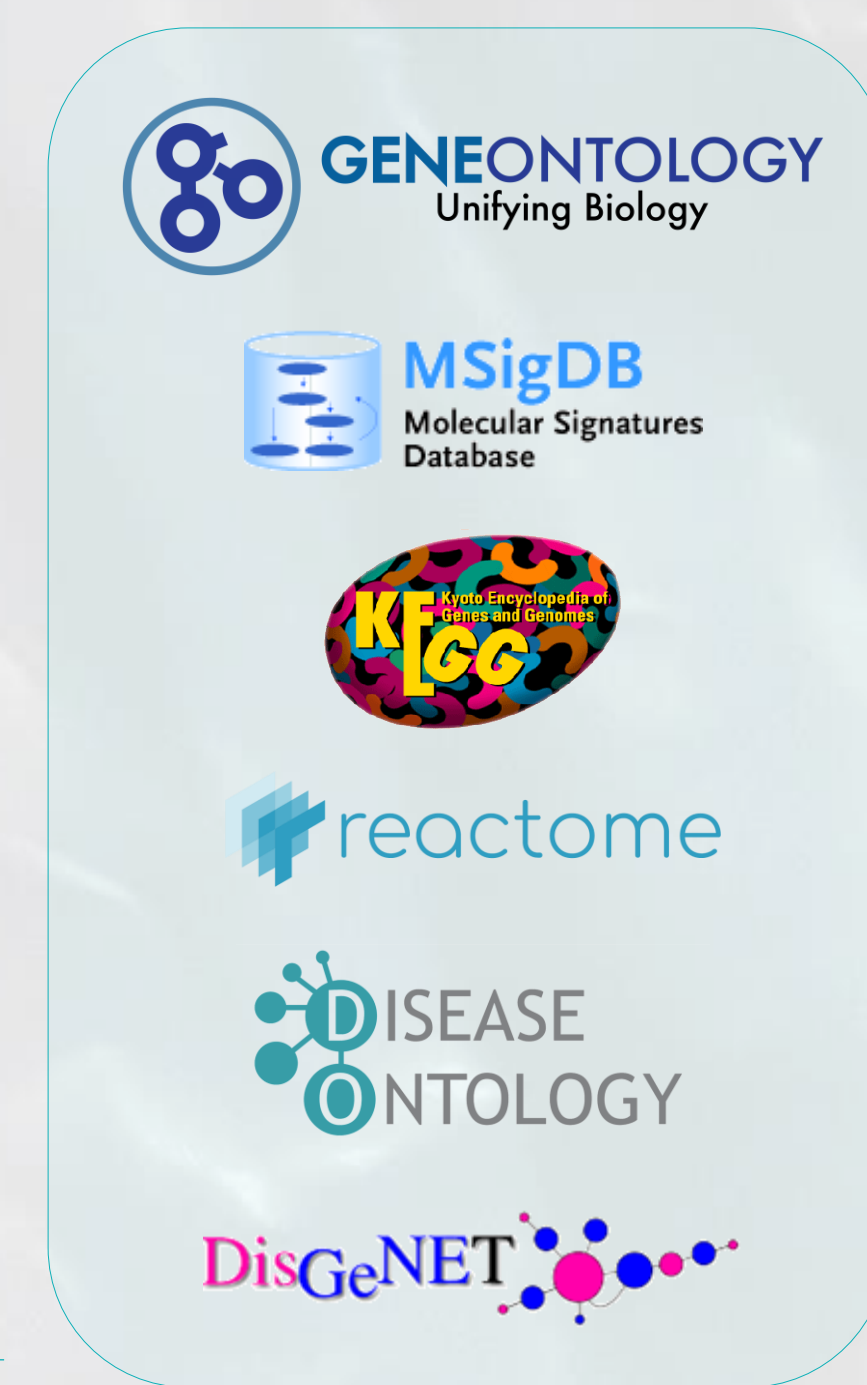 GENEONTOLOGY
Unifying Biology
MSigDB
Molecular Signatures
Database
KEGG
Kyoto Encyclopedia of
Genes and Genomes
reactome
DISEASE
ONTOLOGY
DisGeNET